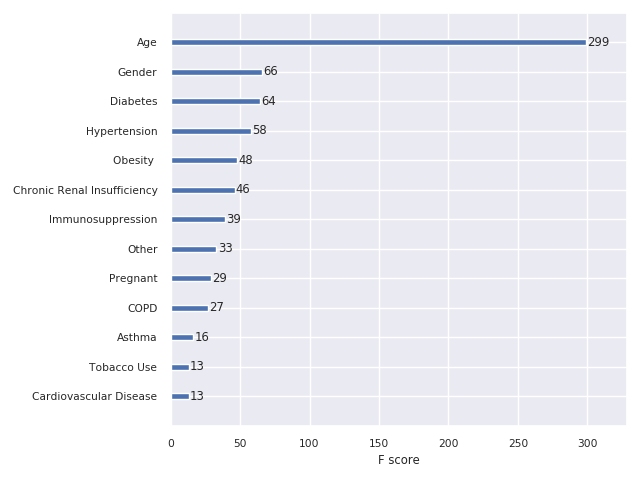 Age 299
Gender 66
Diabetes 64
Hypertension 58
Obesity 48
Chronic Renal Insufficiency 46
Immunosuppression 39
Other 33
Pregnant 29
COPD 27
Asthma 16
Tobacco Use 13
Cardiovascular Disease 13
0 50 100 150 200 250 300
F score